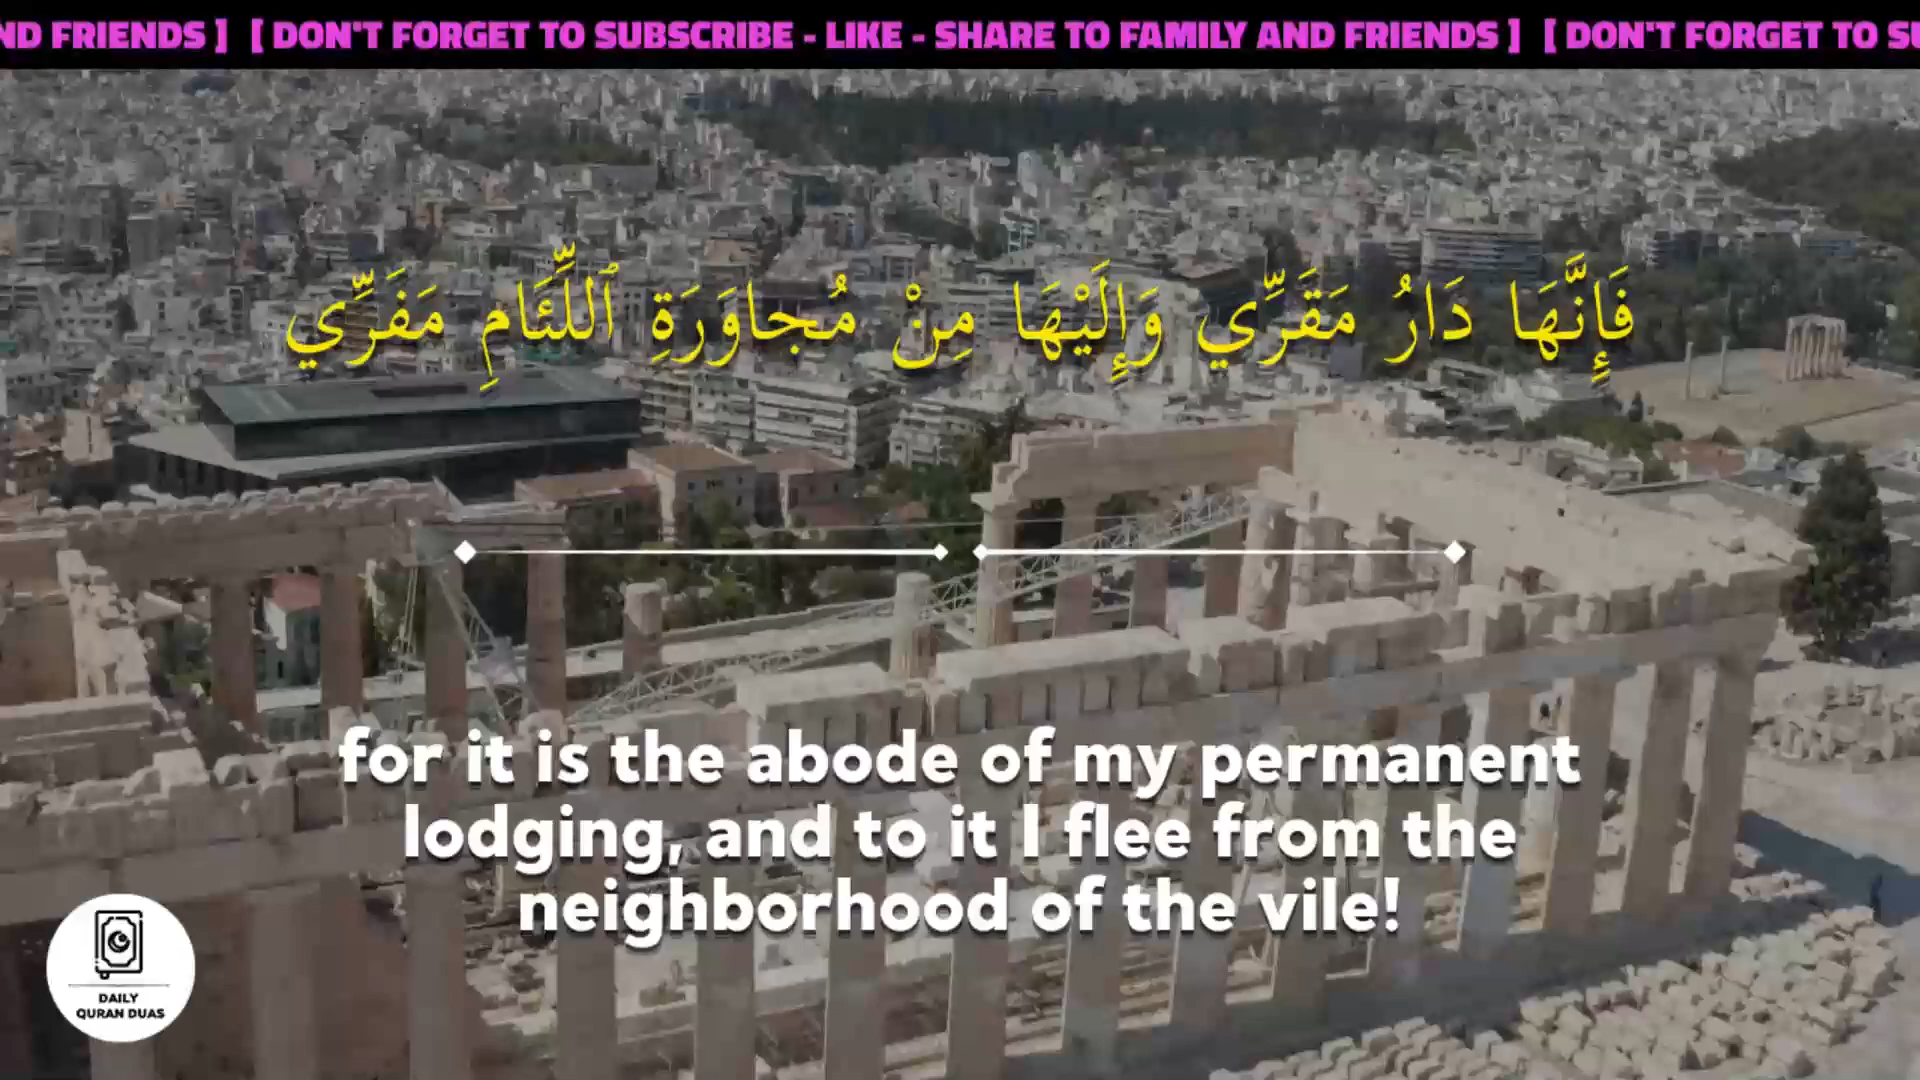 ND FRIENDS ] [ DON'T FORGET TO SUBSCRIBE - LIKE - SHARE TO FAMILY AND FRIENDS ] [ DON'T FORGET TO SU
فَإِنَّهَا دَارُ مَقَرِّي وَإِلَيْهَا مِنْ مُجاوَرَةِ ٱللِّئَامِ مَفَرِّي
for it is the abode of my permanent
lodging, and to it I flee from the
neighborhood of the vile!
DAILY
QURAN DUAS